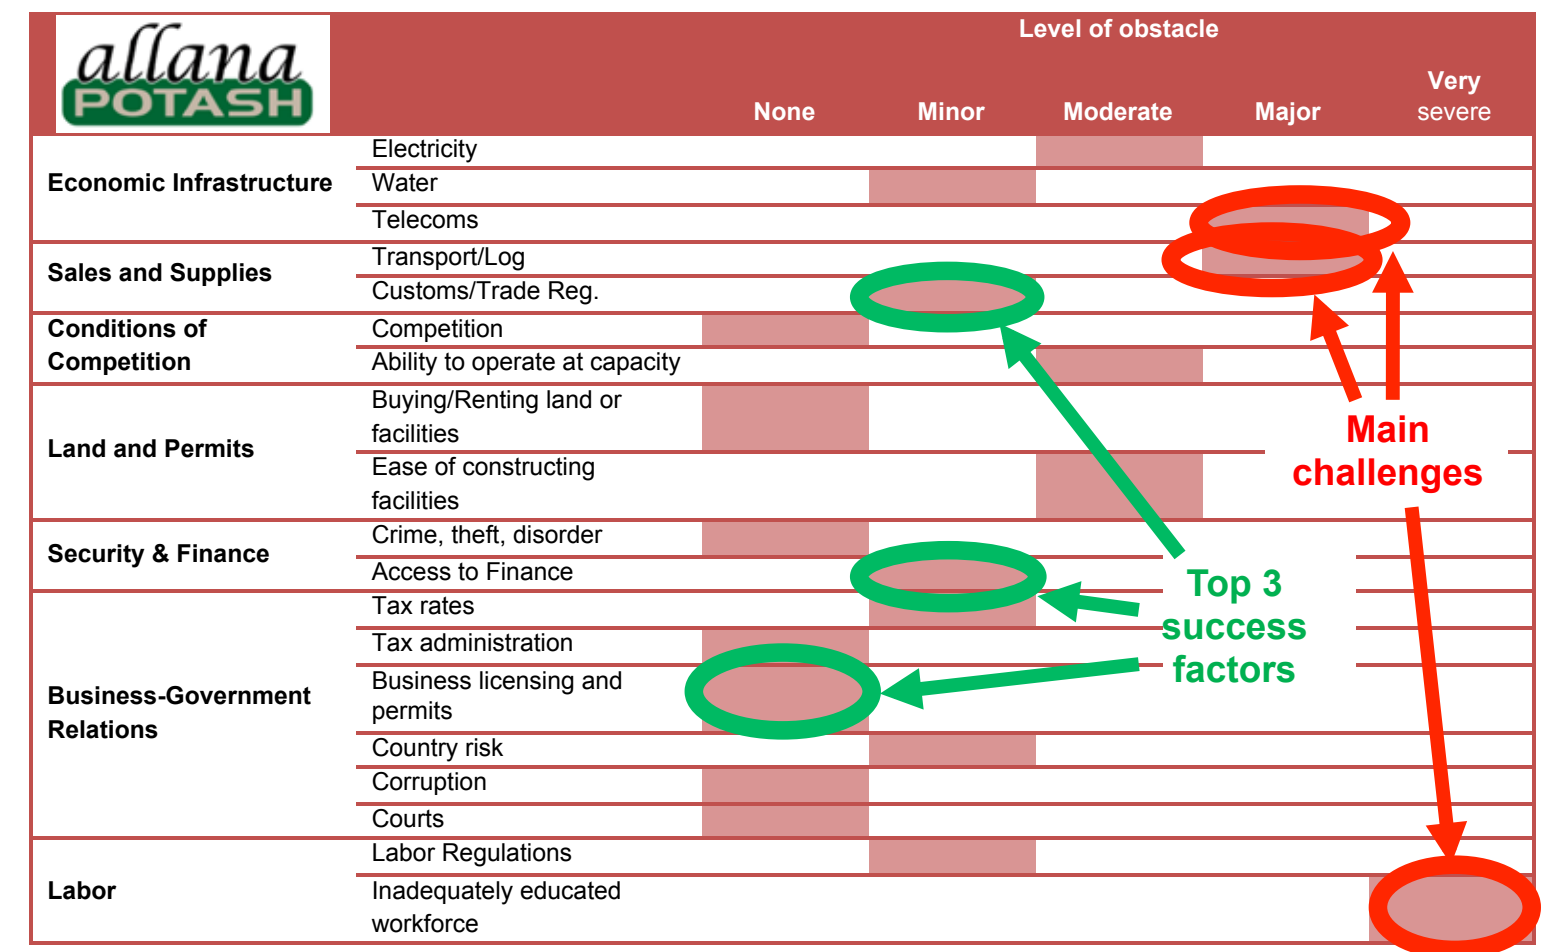 allana
POTASH
Level of obstacle
None
Minor
Moderate
Major
Very
severe
Economic Infrastructure
Electricity
Water
Telecoms
Sales and Supplies
Transport/Log
Customs/Trade Reg.
Conditions of
Competition
Competition
Ability to operate at capacity
Land and Permits
Buying/Renting land or
facilities
Ease of constructing
facilities
Security & Finance
Crime, theft, disorder
Access to Finance
Business-Government
Relations
Tax rates
Tax administration
Business licensing and
permits
Country risk
Corruption
Courts
Labor
Labor Regulations
Inadequately educated
workforce
Main
challenges
Top 3
success
factors